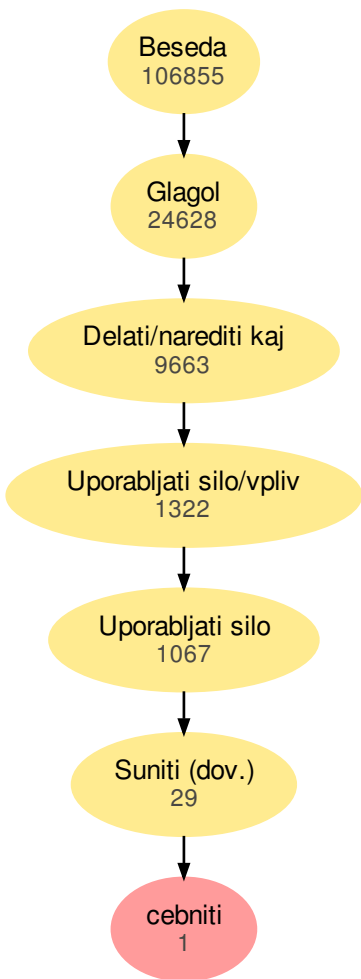 Beseda
106855
Glagol
24628
Delati/narediti kaj
9663
Uporabljati silo/vpliv
1322
Uporabljati silo
1067
Suniti (dov.)
29
cebniti
1